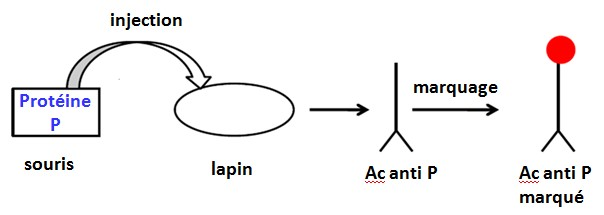 injection
Protéine
P
souris
lapin
marquage
Ac anti P
Ac anti P
marqué